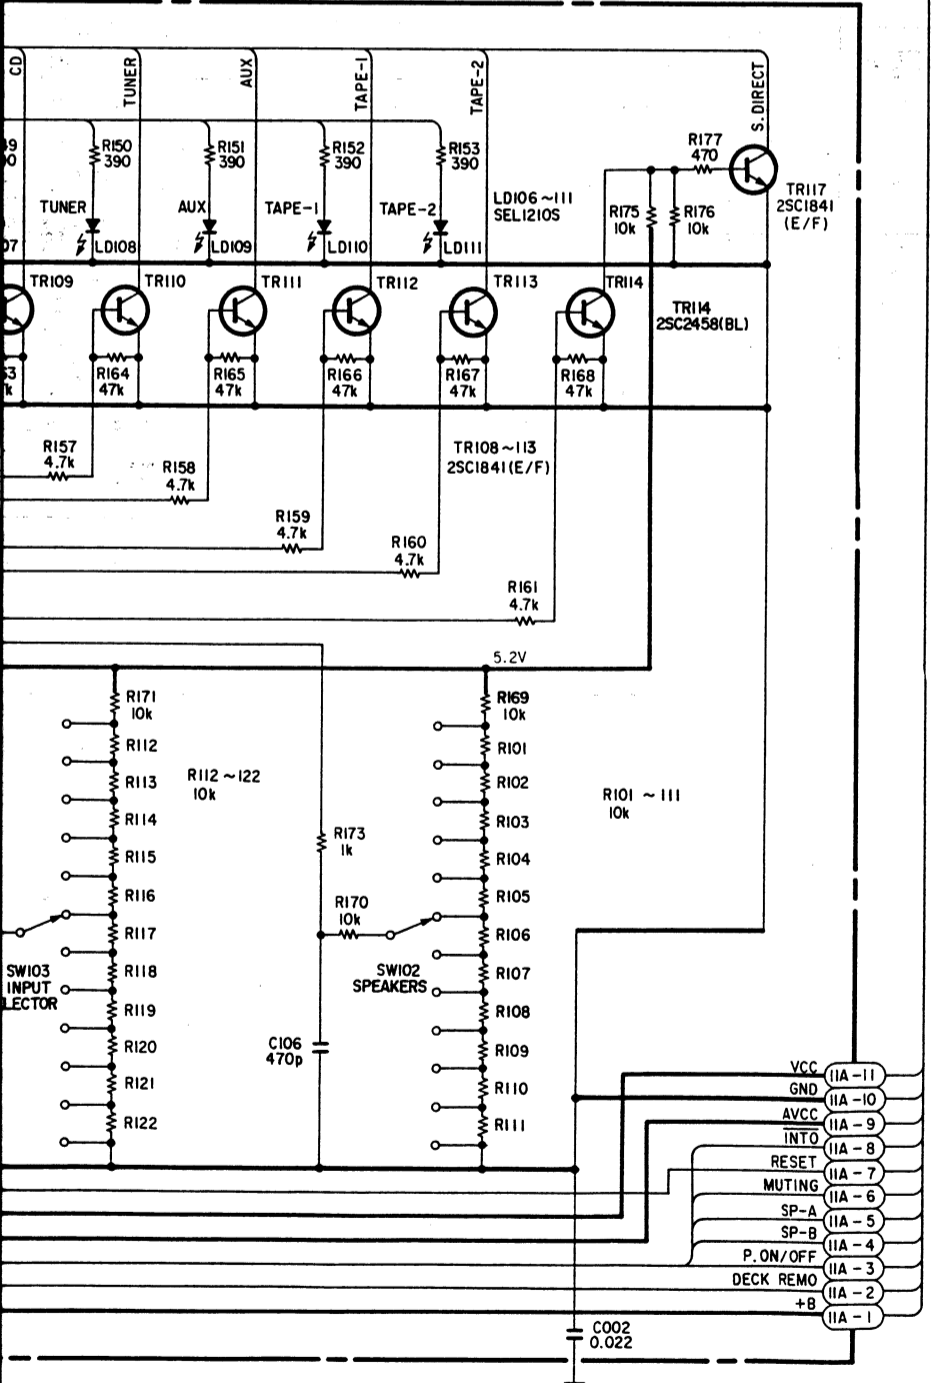 CD
TUNER
AUX
TAPE-1
TAPE-2
S.DIRECT
R150
390
R151
390
R152
390
R153
390
R177
470
LD106~111
SEL1210S
TR117
2SC1841
(E/F)
TUNER
AUX
TAPE-1
TAPE-2
R175
10k
R176
10k
LD108
LD109
LD110
LD111
TR109
TR110
TR111
TR112
TR113
TR114
TR114
2SC2458(BL)
R164
47k
R165
47k
R166
47k
R167
47k
R168
47k
R157
4.7k
R158
4.7k
TR108~113
2SC1841(E/F)
R159
4.7k
R160
4.7k
R161
4.7k
5.2V
R171
10k
R169
10k
R112
R101
R112~122
10k
R113
R102
R101 ~ 111
10k
R114
R103
R173
1k
R115
R104
R116
R105
R170
10k
R117
R106
SW103
INPUT
LECTOR
SW102
SPEAKERS
R118
R107
R119
R108
C106
470p
R120
R109
R121
R110
R122
R111
VCC 11A-11
GND 11A-10
AVCC 11A-9
INTO 11A-8
RESET 11A-7
MUTING 11A-6
SP-A 11A-5
SP-B 11A-4
P.ON/OFF 11A-3
DECK REMO 11A-2
+B 11A-1
C002
0.022